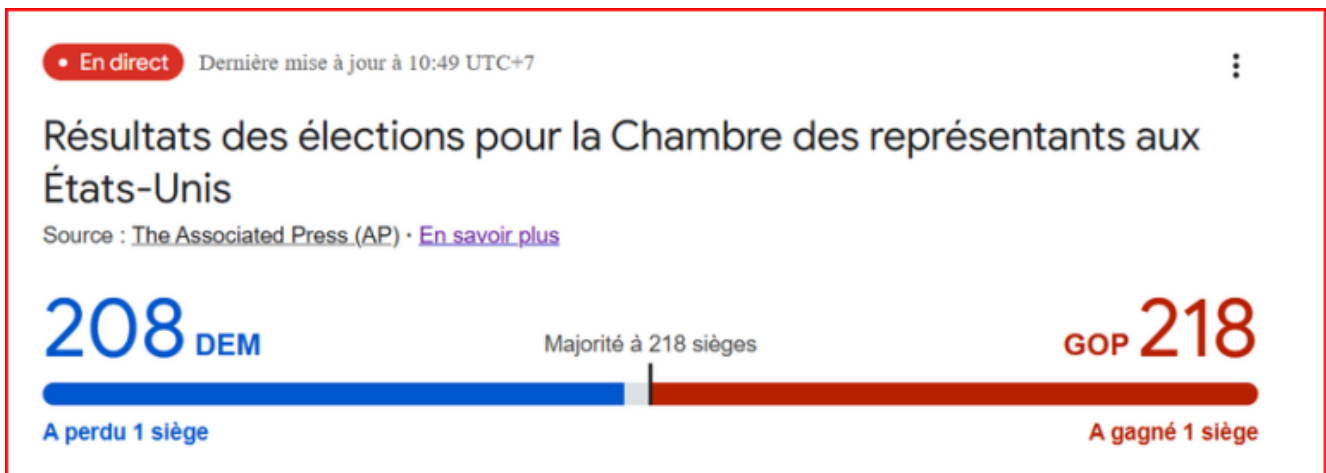 • En direct Dernière mise à jour à 10:49 UTC+7
Résultats des élections pour la Chambre des représentants aux
États-Unis
Source : The Associated Press (AP) · En savoir plus
208 DEM Majorité à 218 sièges GOP 218
A perdu 1 siège A gagné 1 siège